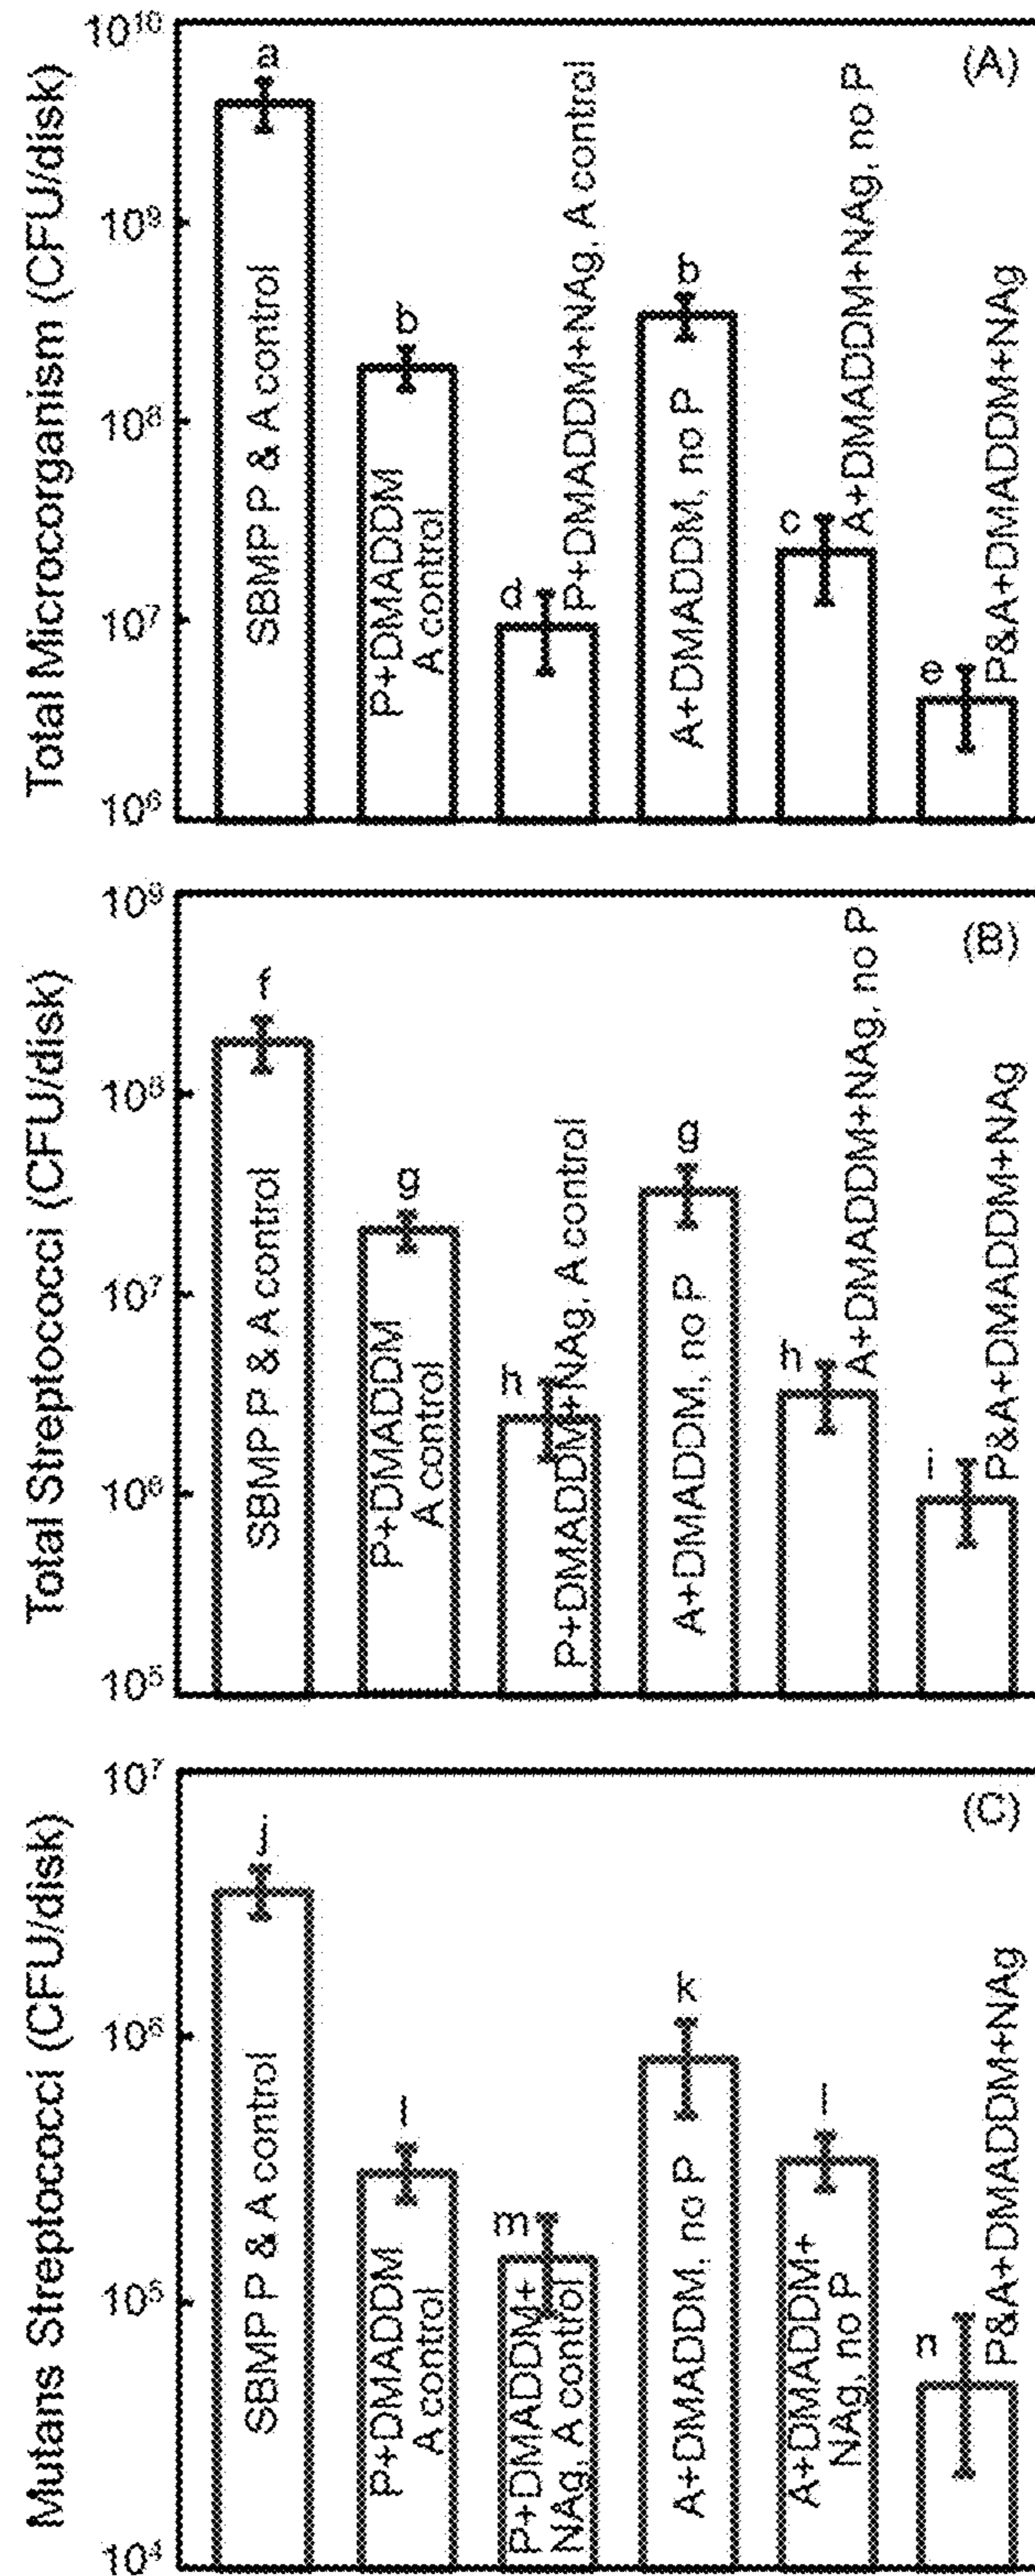 Total Microcorganism (CFU/disk)
10¹⁰
10⁹
10⁸
10⁷
10⁶
(A)
a
SBMP P & A control
b
P+DMADDM
A control
d
P+DMADDM+NAg, A control
b
A+DMADDM, no P
c
A+DMADDM+NAg, no P
e
P&A+DMADDM+NAg
Total Streptococci (CFU/disk)
10⁹
10⁸
10⁷
10⁶
10⁵
(B)
f
SBMP P & A control
g
P+DMADDM
A control
h
P+DMADDM+NAg, A control
g
A+DMADDM, no P
h
A+DMADDM+NAg, no P
i
P&A+DMADDM+NAg
Mutans Streptococci (CFU/disk)
10⁷
10⁶
10⁵
10⁴
(C)
j
SBMP P & A control
l
P+DMADDM
A control
m
P+DMADDM+
NAg, A control
k
A+DMADDM, no P
l
A+DMADDM+
NAg, no P
n
P&A+DMADDM+NAg